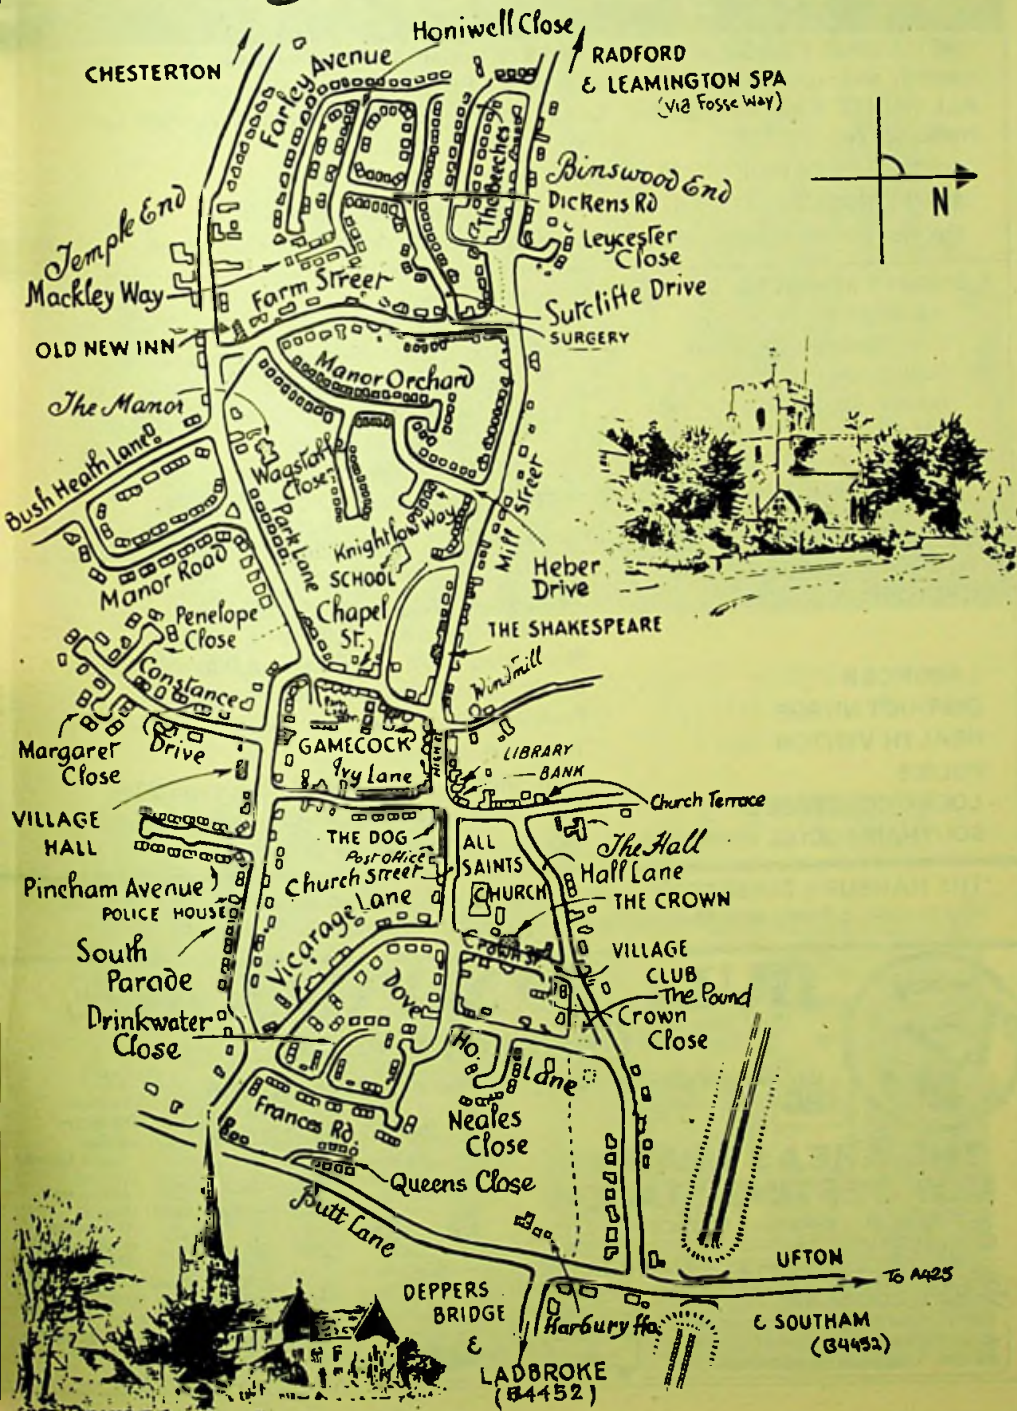 Honiwell Close
CHESTERTON
Farley Avenue
RADFORD
& LEAMINGTON SPA
(Via Fosse Way)
N
The Beeches
Binswood End
Dickens Rd
Leycester
Close
Temple End
Mackley Way
Farm Street
Sutcliffe Drive
SURGERY
OLD NEW INN
Manor Orchard
The Manor
Bush Heath Lane
Wagstaff
Close
Park Lane
Knightlow Way
Mill Street
SCHOOL
Manor Road
Heber
Drive
Penelope
Close
Chapel
St.
THE SHAKESPEARE
Constance
Drive
Windmill
Margaret
Close
GAMECOCK
HIGH ST
Ivy Lane
LIBRARY
BANK
Church Terrace
VILLAGE
HALL
THE DOG
Post Office
Church Street
ALL
SAINTS
CHURCH
The Hall
Hall Lane
Pincham Avenue
POLICE HOUSE
THE CROWN
Vicarage Lane
Crown St
South
Parade
VILLAGE
CLUB
The Pound
Crown
Close
Dovehouse
Drinkwater
Close
Dove
Ho.
Lane
Neales
Close
Frances Rd.
Queens Close
Butt Lane
UFTON
To A425
DEPPERS
BRIDGE
&
LADBROKE
(B4452)
Harbury Ho.
& SOUTHAM
(B4452)